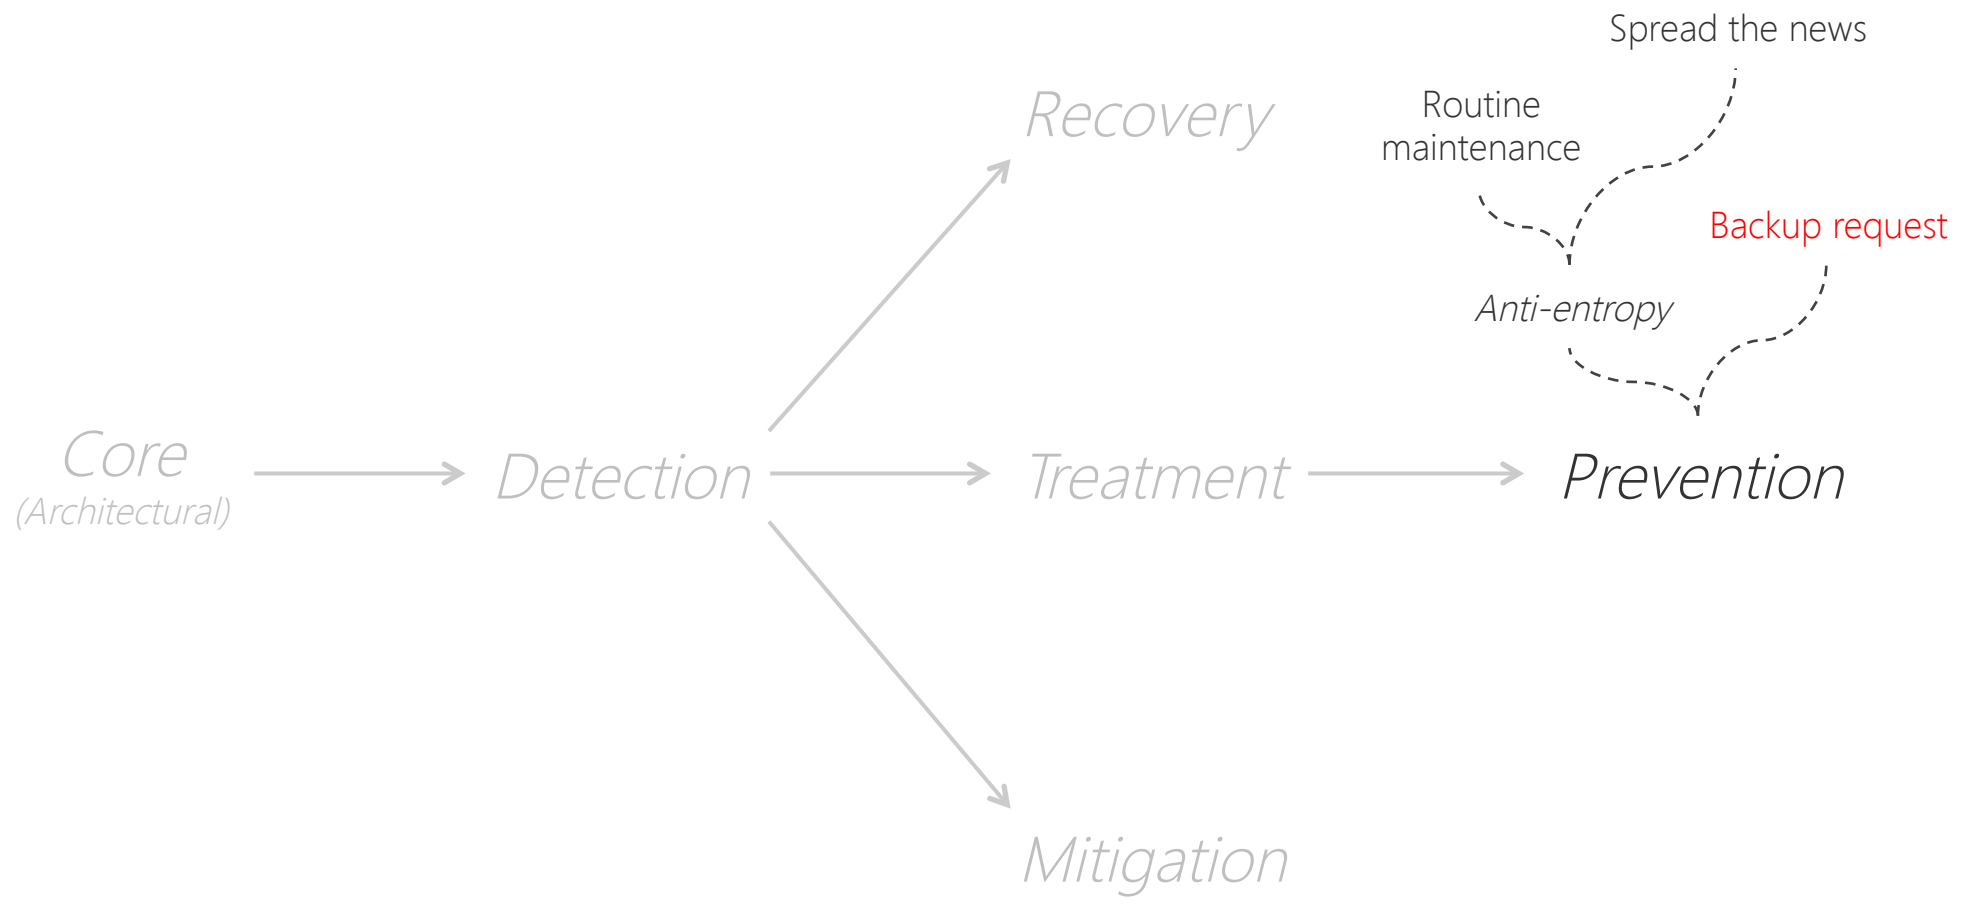 Spread the news
Routine
maintenance
Recovery
Backup request
Anti-entropy
Core
(Architectural)
Detection
Treatment
Prevention
Mitigation